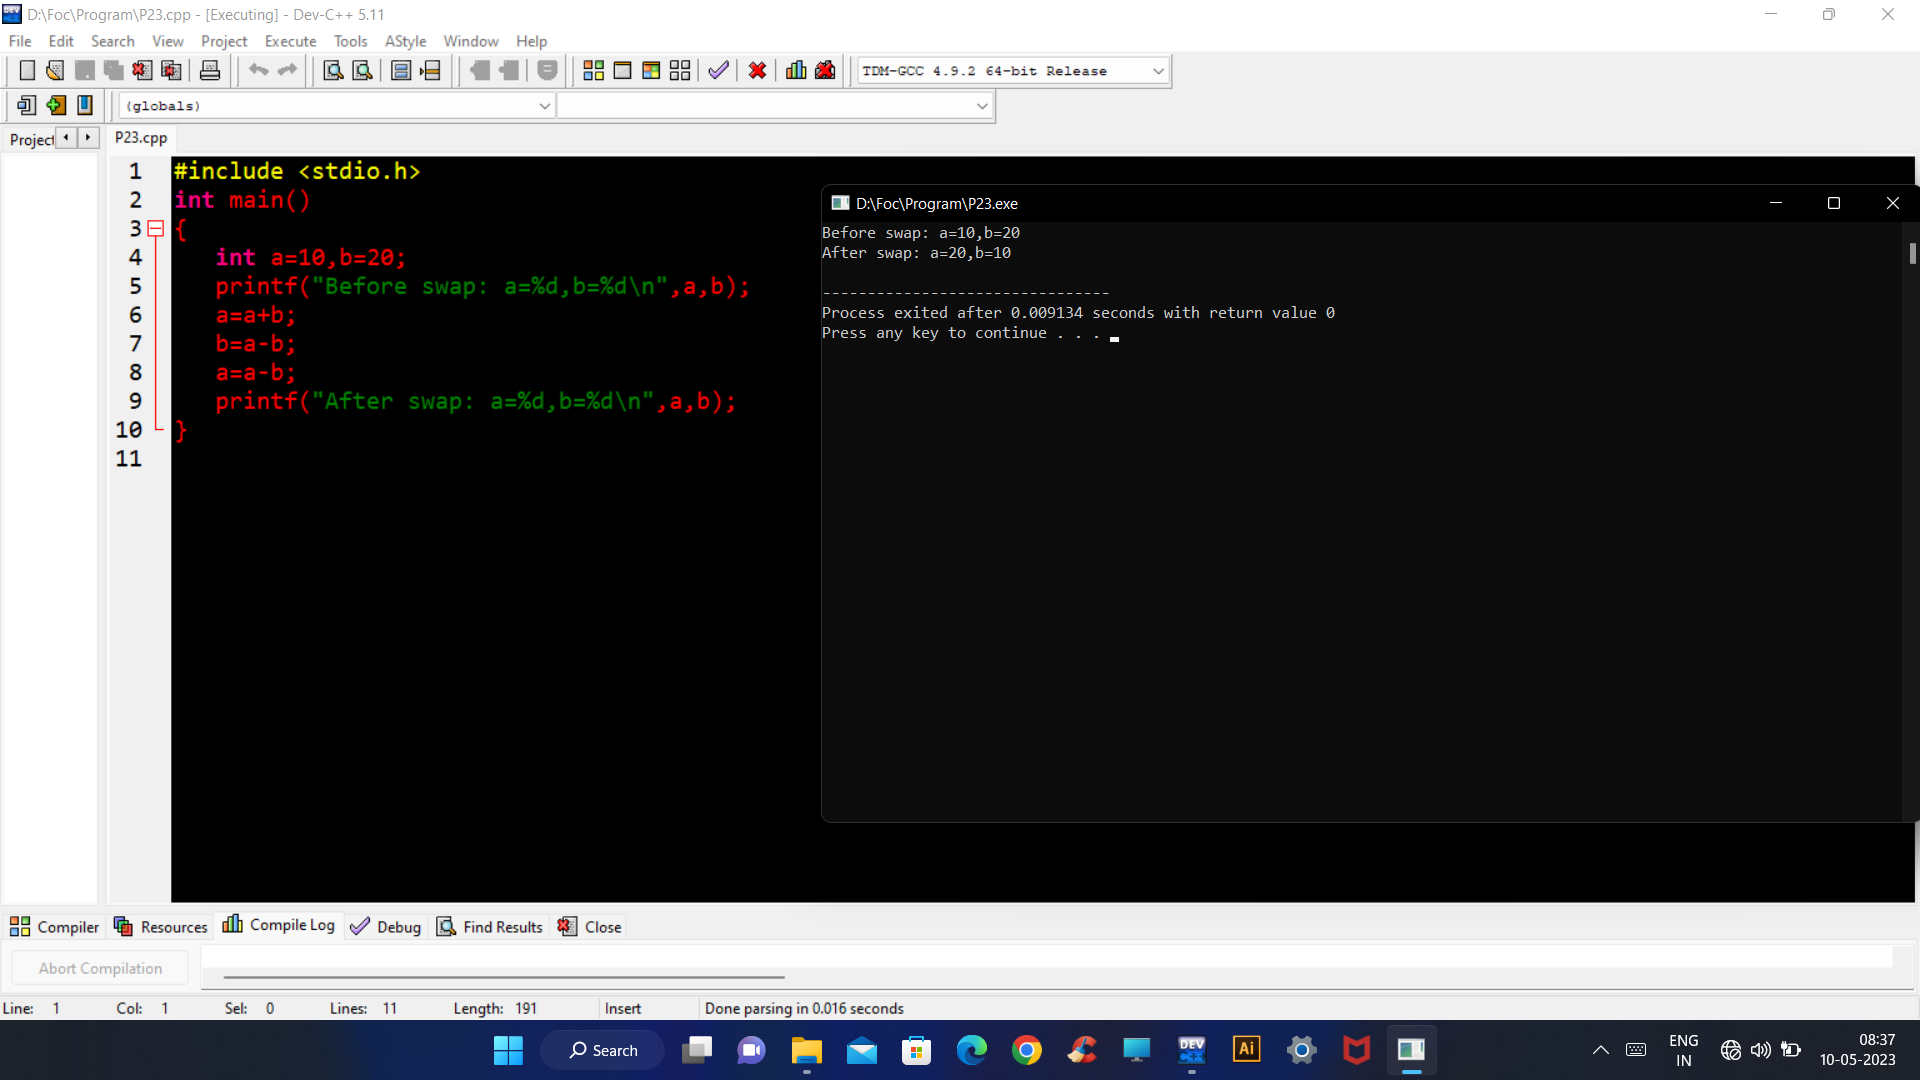 D:\Foc\Program\P23.cpp - [Executing] - Dev-C++ 5.11
File Edit Search View Project Execute Tools AStyle Window Help
TDM-GCC 4.9.2 64-bit Release
(globals)
Project P23.cpp
1 #include <stdio.h>
2 int main()
3 {
4 int a=10,b=20;
5 printf("Before swap: a=%d,b=%d\n",a,b);
6 a=a+b;
7 b=a-b;
8 a=a-b;
9 printf("After swap: a=%d,b=%d\n",a,b);
10 }
11
D:\Foc\Program\P23.exe
Before swap: a=10,b=20
After swap: a=20,b=10
--------------------------------
Process exited after 0.009134 seconds with return value 0
Press any key to continue . . .
Compiler Resources Compile Log Debug Find Results Close
Abort Compilation
Line: 1 Col: 1 Sel: 0 Lines: 11 Length: 191 Insert Done parsing in 0.016 seconds
Search
DEV C++
Ai
ENG
IN
08:37
10-05-2023